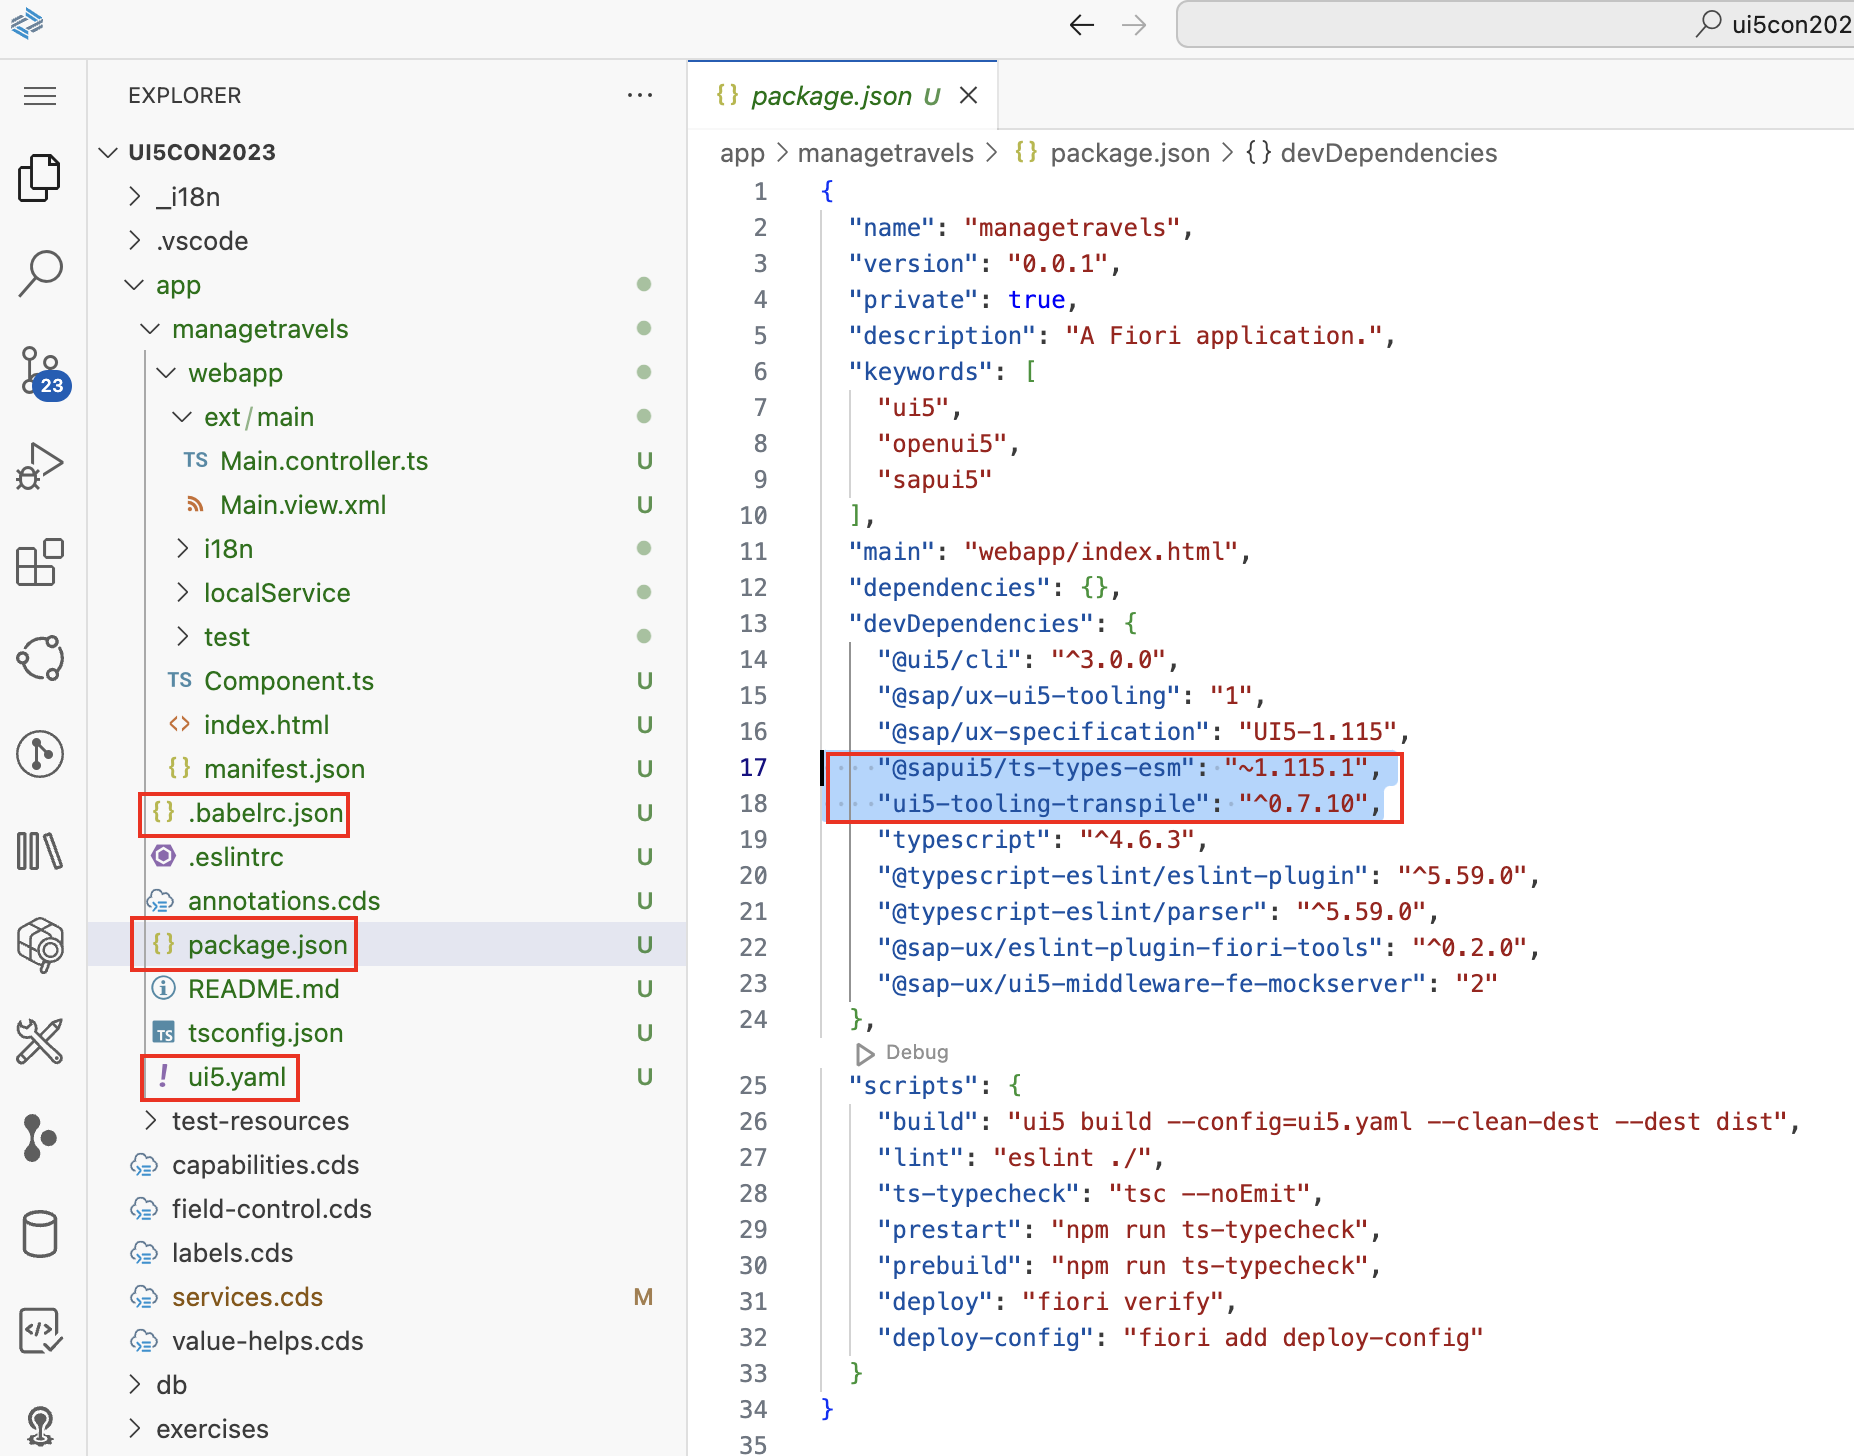 ui5con202
EXPLORER
UI5CON2023
_i18n
.vscode
app
managetravels
webapp
ext/main
TS Main.controller.ts U
Main.view.xml U
i18n
localService
test
TS Component.ts U
<> index.html U
{} manifest.json U
{} .babelrc.json U
.eslintrc U
annotations.cds U
{} package.json U
README.md U
TS tsconfig.json U
! ui5.yaml U
test-resources
capabilities.cds
field-control.cds
labels.cds
services.cds M
value-helps.cds
db
exercises
23
{} package.json U
app > managetravels > {} package.json > {} devDependencies
1 {
2 "name": "managetravels",
3 "version": "0.0.1",
4 "private": true,
5 "description": "A Fiori application.",
6 "keywords": [
7 "ui5",
8 "openui5",
9 "sapui5"
10 ],
11 "main": "webapp/index.html",
12 "dependencies": {},
13 "devDependencies": {
14 "@ui5/cli": "^3.0.0",
15 "@sap/ux-ui5-tooling": "1",
16 "@sap/ux-specification": "UI5-1.115",
17 "@sapui5/ts-types-esm": "~1.115.1",
18 "ui5-tooling-transpile": "^0.7.10",
19 "typescript": "^4.6.3",
20 "@typescript-eslint/eslint-plugin": "^5.59.0",
21 "@typescript-eslint/parser": "^5.59.0",
22 "@sap-ux/eslint-plugin-fiori-tools": "^0.2.0",
23 "@sap-ux/ui5-middleware-fe-mockserver": "2"
24 },
Debug
25 "scripts": {
26 "build": "ui5 build --config=ui5.yaml --clean-dest --dest dist",
27 "lint": "eslint ./",
28 "ts-typecheck": "tsc --noEmit",
29 "prestart": "npm run ts-typecheck",
30 "prebuild": "npm run ts-typecheck",
31 "deploy": "fiori verify",
32 "deploy-config": "fiori add deploy-config"
33 }
34 }
35